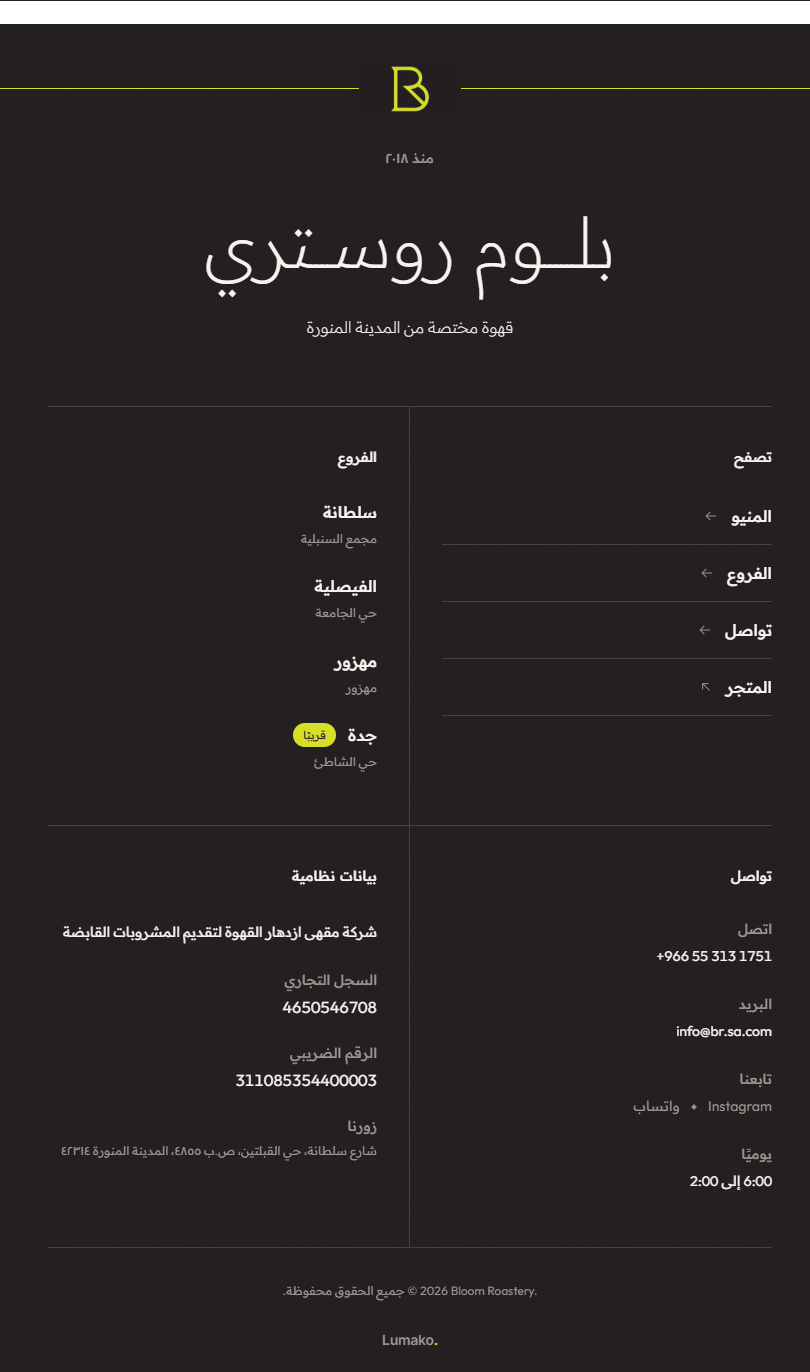 منذ ٢٠١٨
بلـــوم روستري
قهوة مختصة من المدينة المنورة
تصفح
المنيو ←
الفروع ←
تواصل ←
المتجر ↖
الفروع
سلطانة
مجمع السنبلية
الفيصلية
حي الجامعة
مهزور
مهزور
جدة قريبًا
حي الشاطئ
تواصل
اتصل
+966 55 313 1751
البريد
info@br.sa.com
تابعنا
Instagram ◆ واتساب
يوميًا
6:00 إلى 2:00
بيانات نظامية
شركة مقهى ازدهار القهوة لتقديم المشروبات القابضة
السجل التجاري
4650546708
الرقم الضريبي
311085354400003
زورنا
شارع سلطانة، حي القبلتين، ص.ب ٤٨٥٥، المدينة المنورة ٤٢٣١٤
.Bloom Roastery 2026 © جميع الحقوق محفوظة.
Lumako.